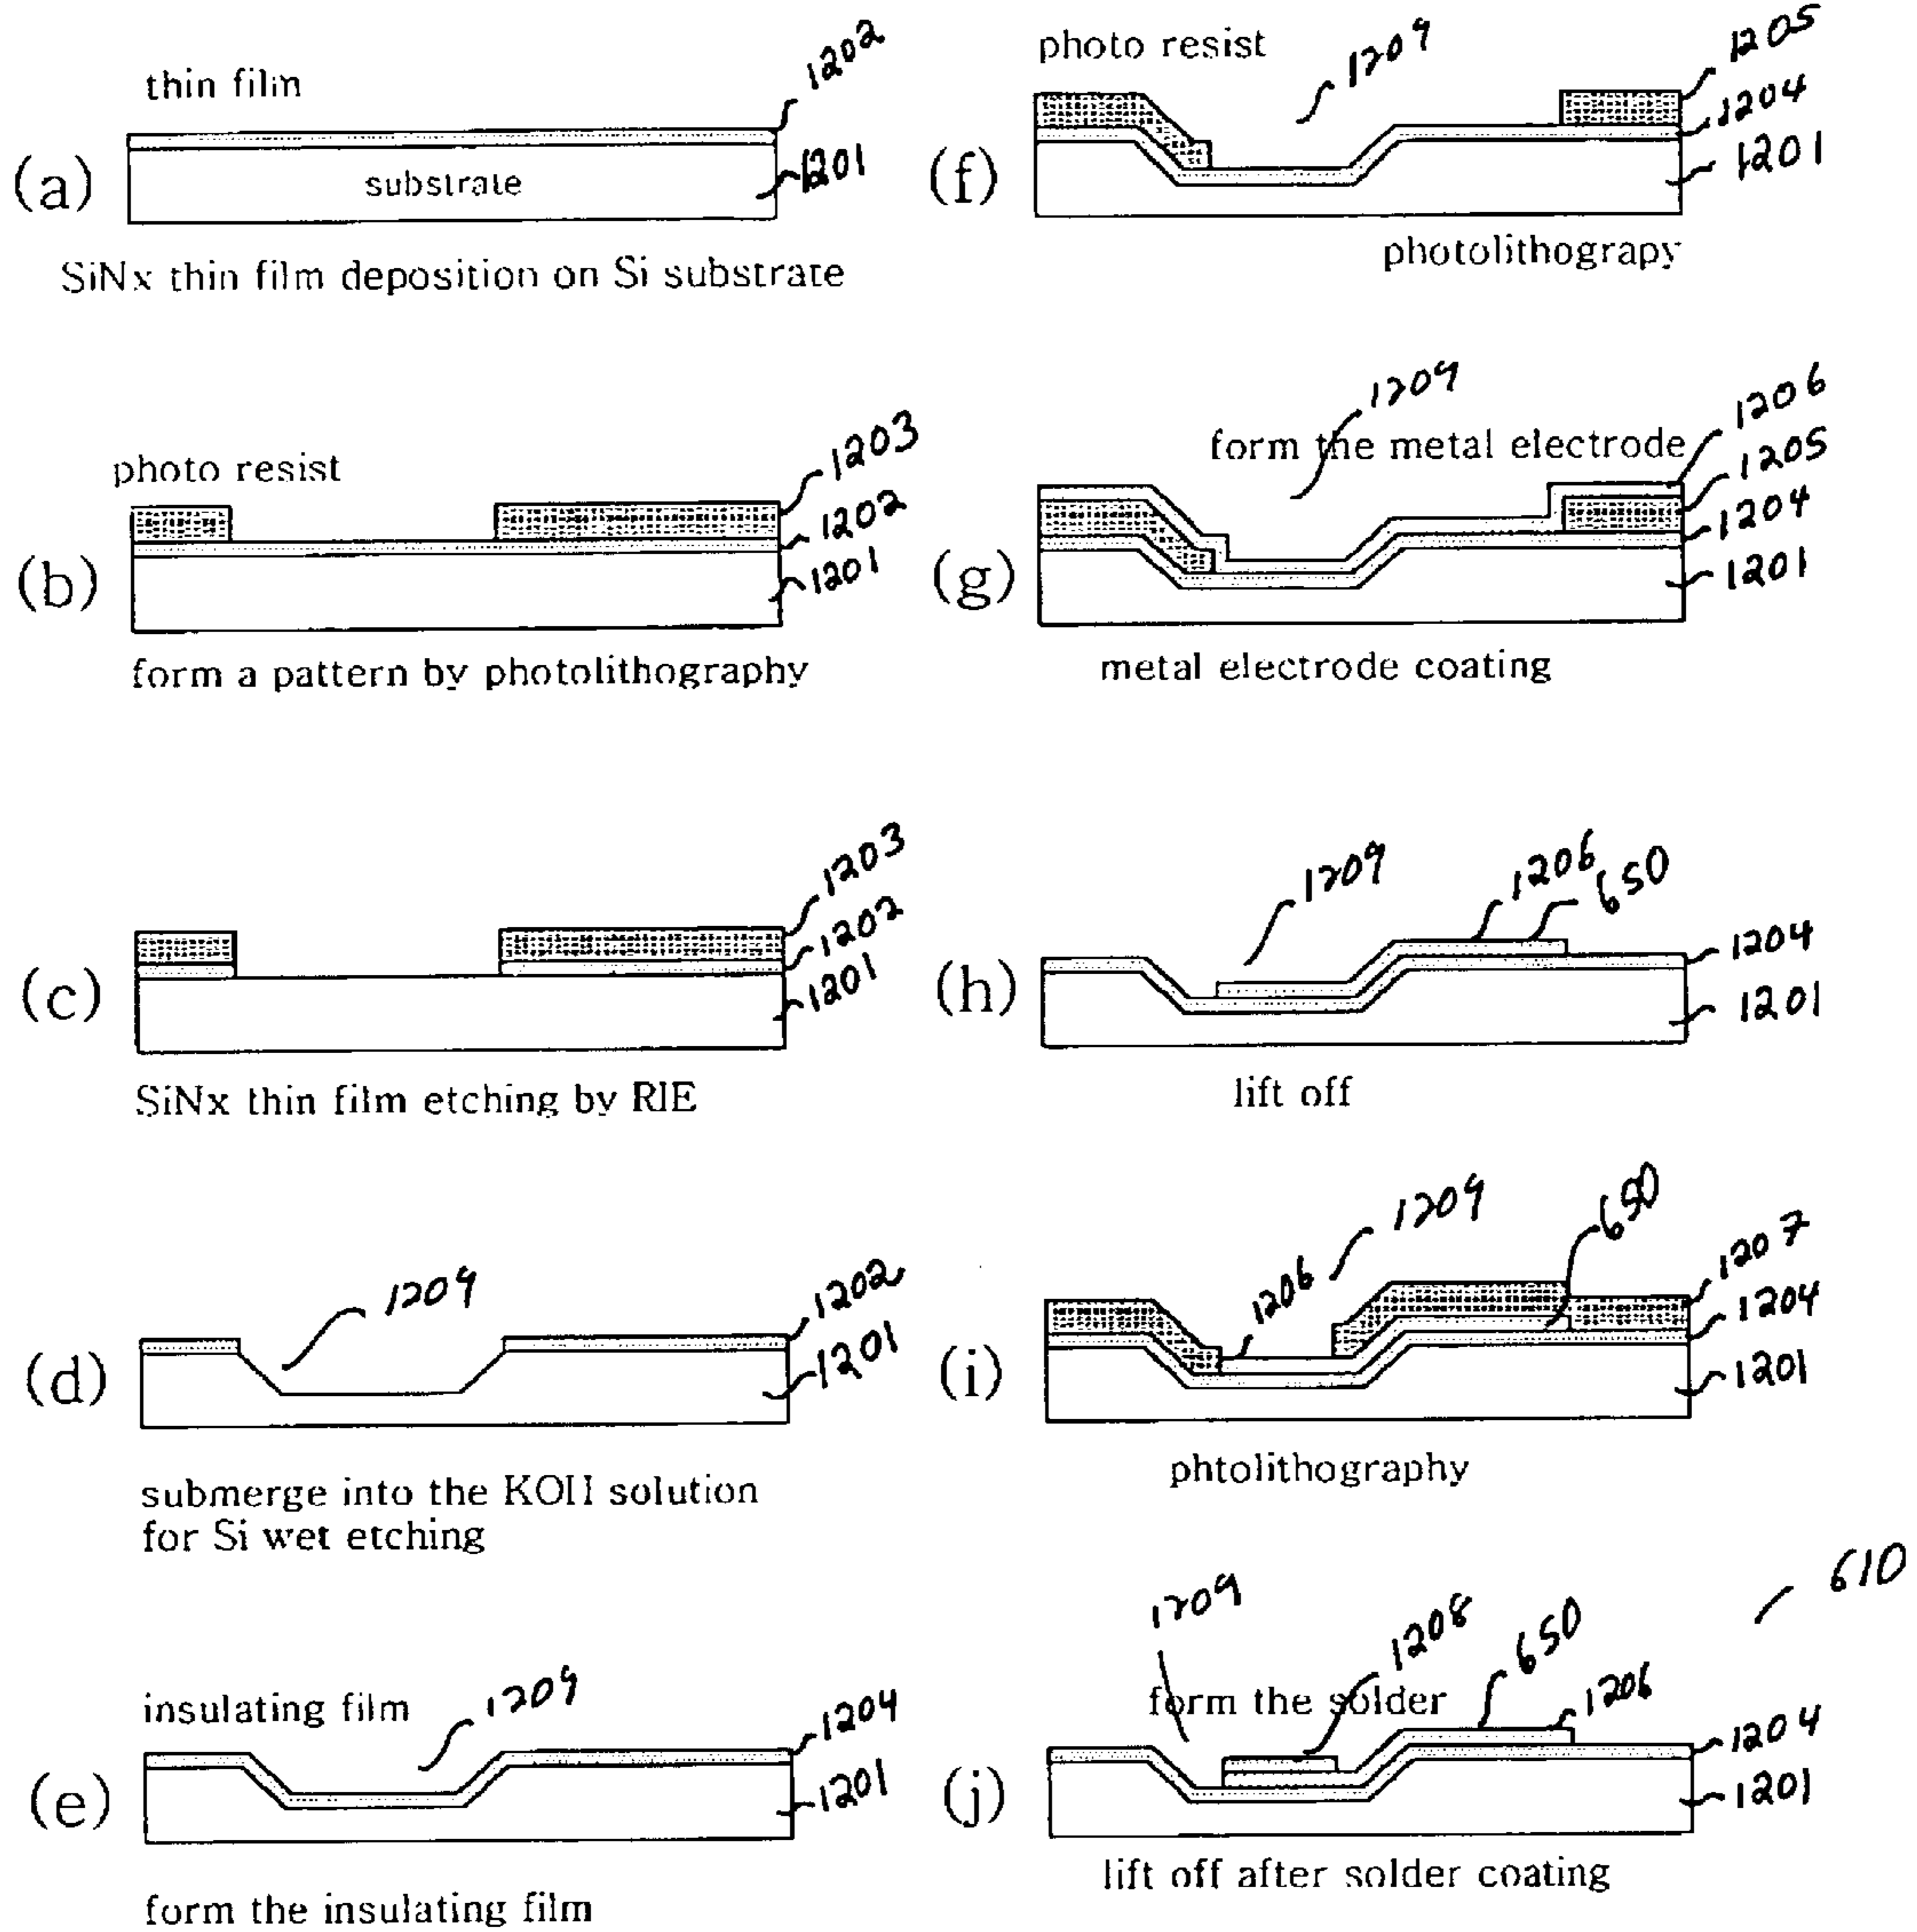 thin film
1202
(a)
substrate
1201
SiNx thin film deposition on Si substrate
photo resist
1203
1202
(b)
1201
form a pattern by photolithography
1203
1202
(c)
1201
SiNx thin film etching by RIE
1209
1202
(d)
1201
submerge into the KOH solution
for Si wet etching
insulating film
1209
1204
(e)
1201
form the insulating film
photo resist
1209
1205
1204
(f)
1201
photolithograpy
1209
form the metal electrode
1206
1205
1204
(g)
1201
metal electrode coating
1209
1206
650
1204
(h)
1201
lift off
1209
650
1206
1207
1204
(i)
1201
phtolithography
610
1209
1208
650
form the solder
1206
1204
(j)
1201
lift off after solder coating